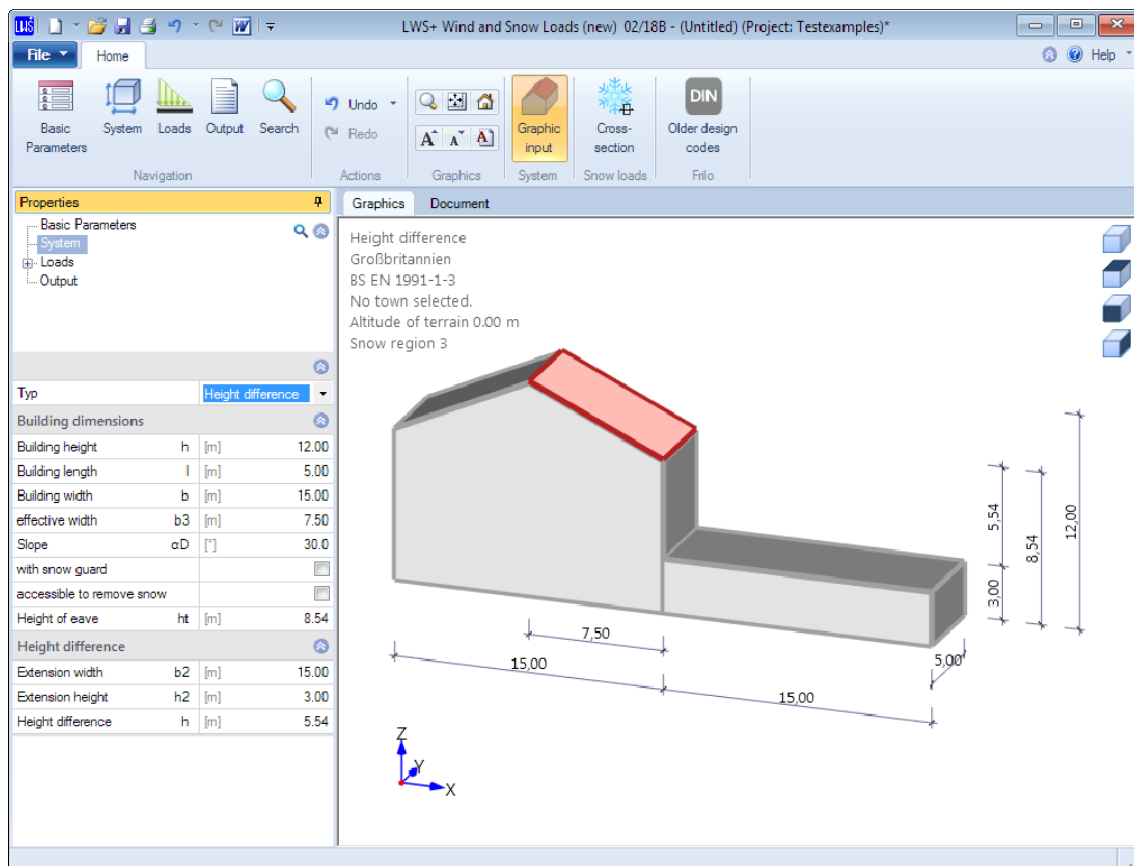 LWS LWS+ Wind and Snow Loads (new) 02/18B - (Untitled) (Project: Testexamples)*
File Home Help
Basic Parameters
System
Loads
Output
Search
Navigation
Undo
Redo
Actions
A A A
Graphics
Graphic input
System
Cross-section
Snow loads
DIN
Older design codes
Frilo
Properties
Basic Parameters
System
Loads
Output
Typ Height difference
Building dimensions
Building height h [m] 12.00
Building length l [m] 5.00
Building width b [m] 15.00
effective width b3 [m] 7.50
Slope αD [°] 30.0
with snow guard
accessible to remove snow
Height of eave ht [m] 8.54
Height difference
Extension width b2 [m] 15.00
Extension height h2 [m] 3.00
Height difference h [m] 5.54
Graphics Document
Height difference
Großbritannien
BS EN 1991-1-3
No town selected.
Altitude of terrain 0.00 m
Snow region 3
5,54
3,00
8,54
12,00
7,50
15,00
15,00
5,00
Z
Y
X